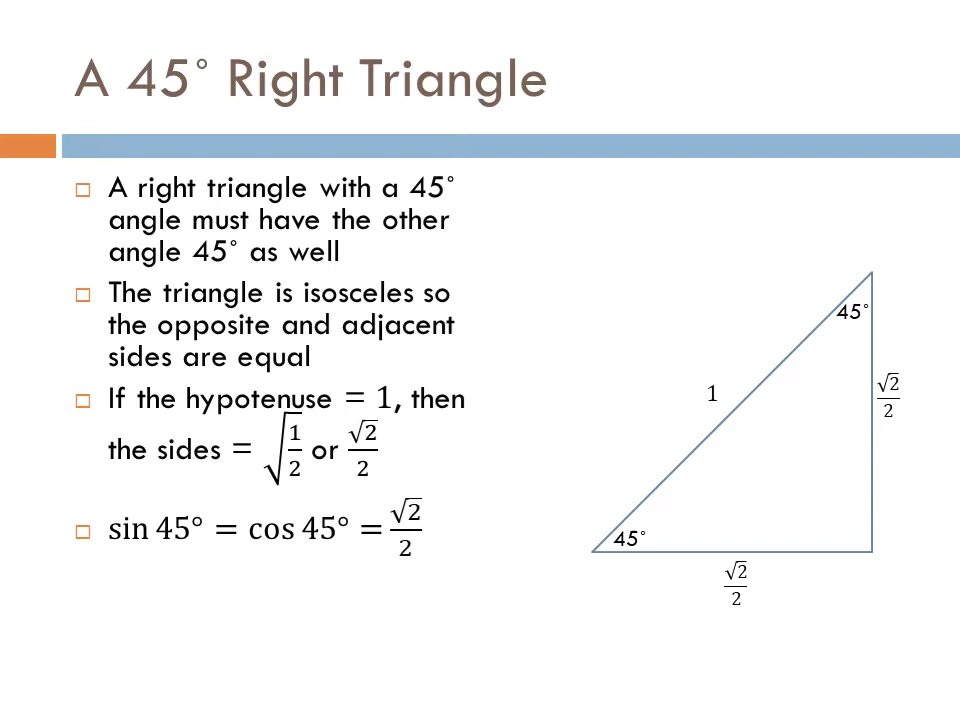 A 45˚ Right Triangle
□ A right triangle with a 45˚
angle must have the other
angle 45˚ as well
□ The triangle is isosceles so
the opposite and adjacent
sides are equal
□ If the hypotenuse = 1, then
the sides = √(1/2) or √2/2
□ sin 45° = cos 45° = √2/2
45˚
1
√2/2
45˚
√2/2